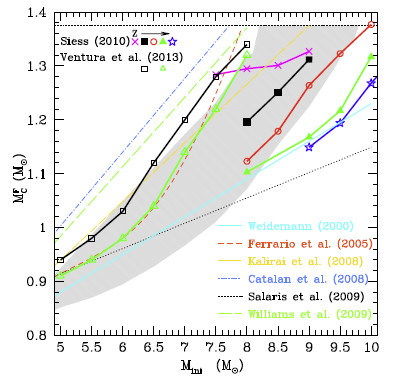 1.4
1.3
1.2
1.1
1
0.9
0.8
M_C^F (M_⊙)
Z
Siess (2010)
Ventura et al. (2013)
Weidemann (2000)
Ferrario et al. (2005)
Kalirai et al. (2008)
Catalan et al. (2008)
Salaris et al. (2009)
Williams et al. (2009)
5 5.5 6 6.5 7 7.5 8 8.5 9 9.5 10
M_ini (M_⊙)